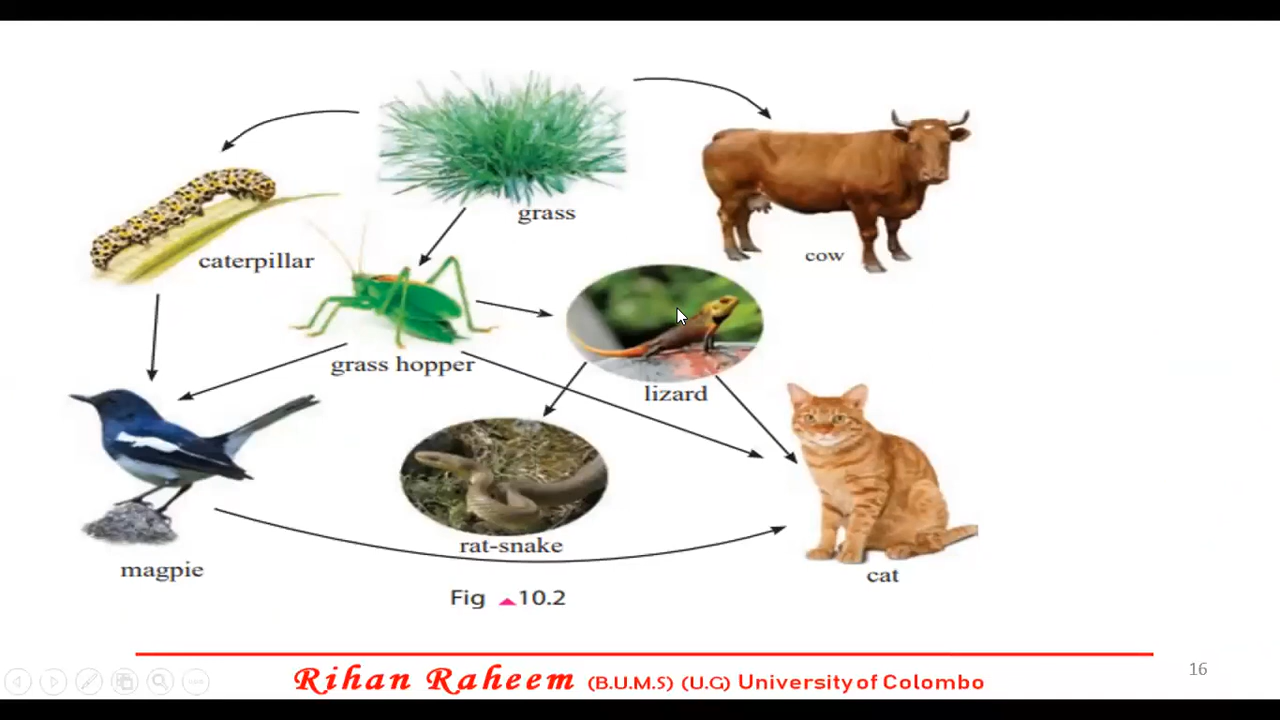 grass
cow
caterpillar
grass hopper
lizard
rat-snake
magpie
cat
Fig ▲10.2
Rihan Raheem (B.U.M.S) (U.G) University of Colombo
16